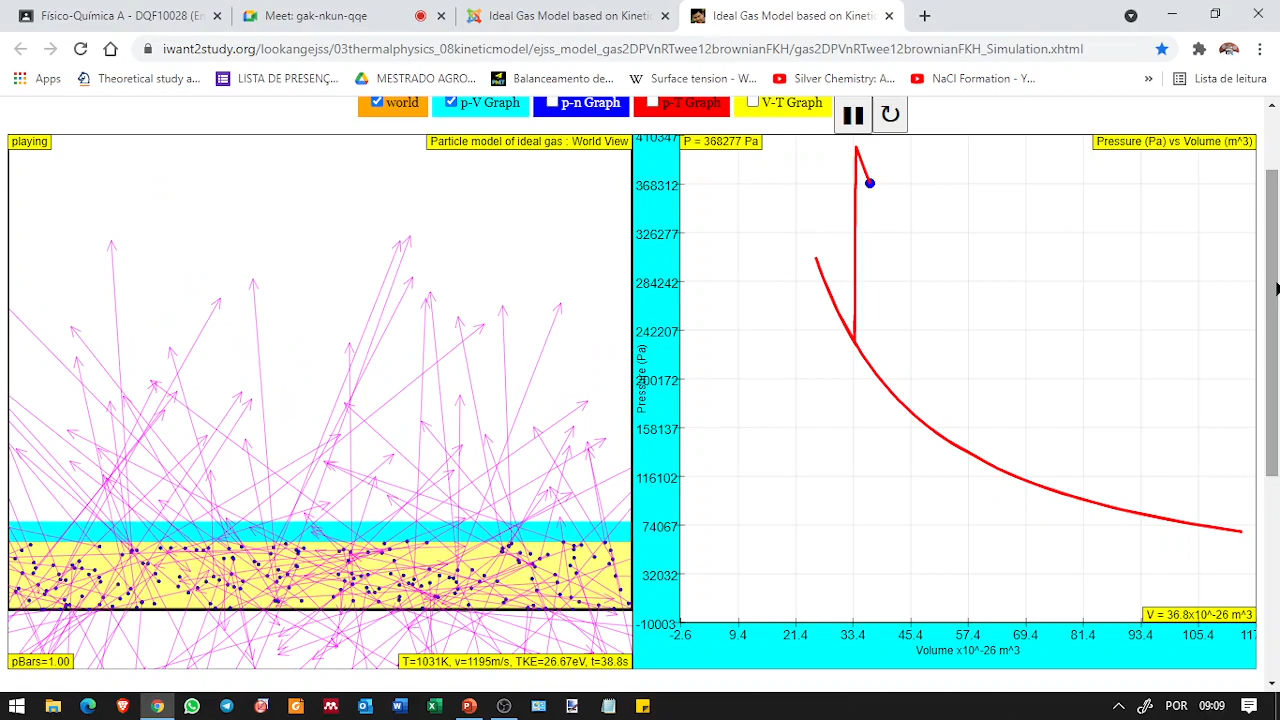 Físico-Química - DQF10028 (En
Meet: gak-nkun-qqe
Ideal Gas Model based on Kineti
Ideal Gas Model based on Kineti
iwant2study.org/lookangejss/03thermalphysics_08kineticmodel/ejss_model_gas2DPVnRTwee12brownianFKH/gas2DPVnRTwee12brownianFKH_Simulation.xhtml
Apps
Theoretical study a...
LISTA DE PRESENÇ...
MESTRADO AGRO...
Balanceamento de...
Surface tension - W...
Silver Chemistry: A...
NaCl Formation - Y...
»
Lista de leitura
world
p-V Graph
p-n Graph
p-T Graph
V-T Graph
playing
Particle model of ideal gas : World View
P = 368277 Pa
Pressure (Pa) vs Volume (m^3)
410347
368312
326277
284242
242207
200172
158137
116102
74067
32032
-10003
Pressure (Pa)
V = 36.8x10^-26 m^3
-2.6 9.4 21.4 33.4 45.4 57.4 69.4 81.4 93.4 105.4 117
Volume x10^-26 m^3
pBars=1.00
T=1031K, v=1195m/s, TKE=26.67eV, t=38.8s
POR 09:09